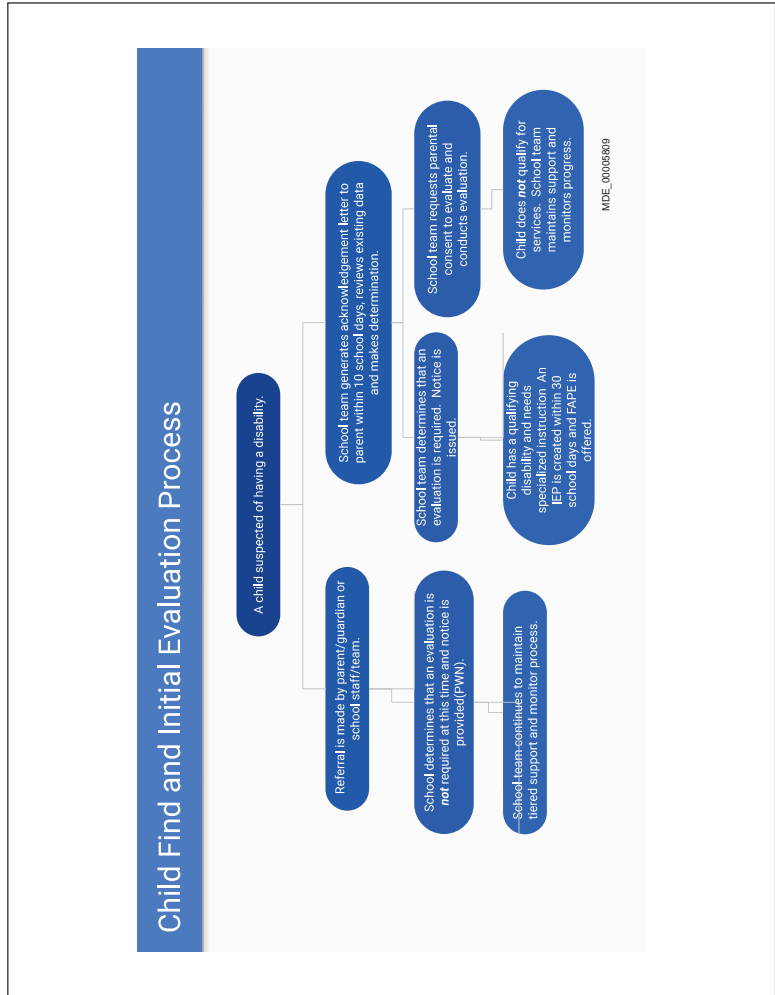 Child Find and Initial Evaluation Process
A child suspected of having a disability.
Referral is made by parent/guardian or
school staff/team.
School team generates acknowledgement letter to
parent within 10 school days, reviews existing data
and makes determination.
School determines that an evaluation is
not required at this time and notice is
provided(PWN).
School team determines that an
evaluation is required. Notice is
issued.
School team requests parental
consent to evaluate and
conducts evaluation.
School team continues to maintain
tiered support and monitor process.
Child has a qualifying
disability and needs
specialized instruction An
IEP is created within 30
school days and FAPE is
offered.
Child does not qualify for
services. School team
maintains support and
monitors progress.
MDE_00005809